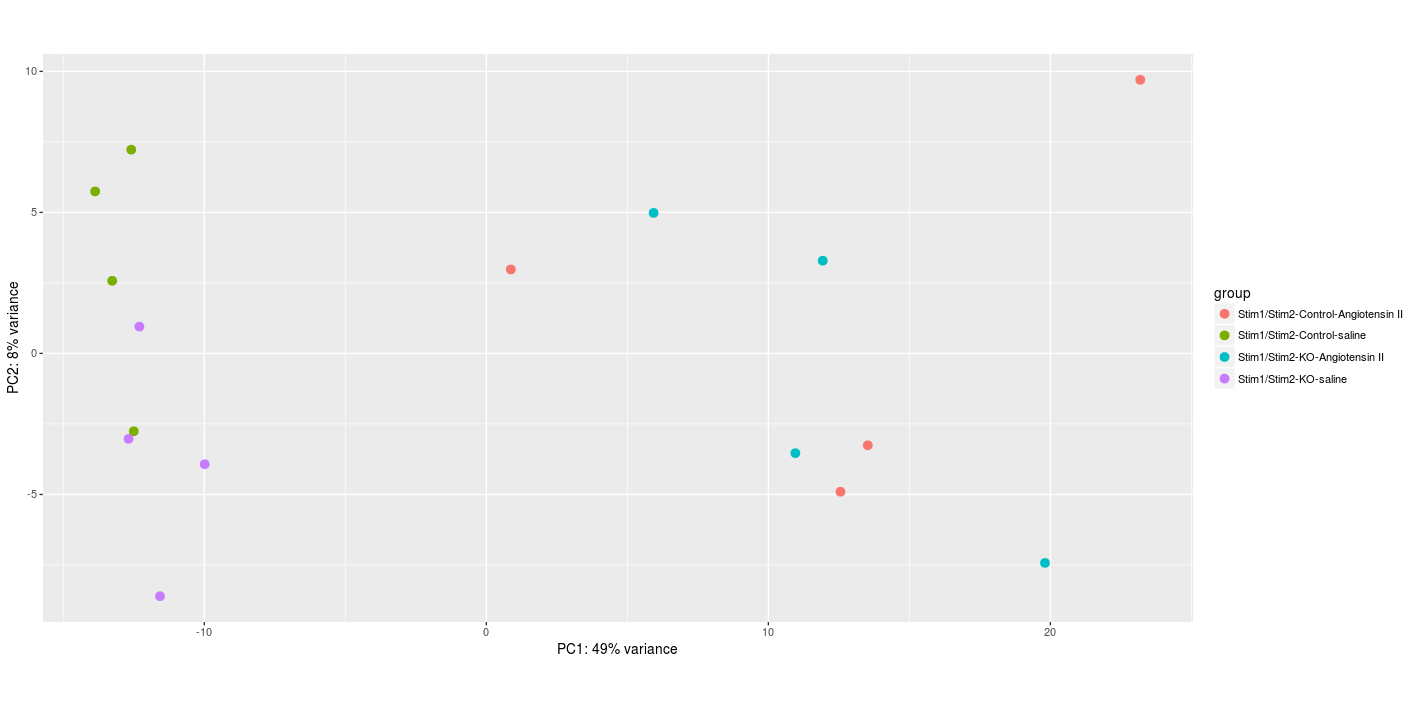 10
5
0
-5
PC2: 8% variance
-10
0
10
20
PC1: 49% variance
group
Stim1/Stim2-Control-Angiotensin II
Stim1/Stim2-Control-saline
Stim1/Stim2-KO-Angiotensin II
Stim1/Stim2-KO-saline